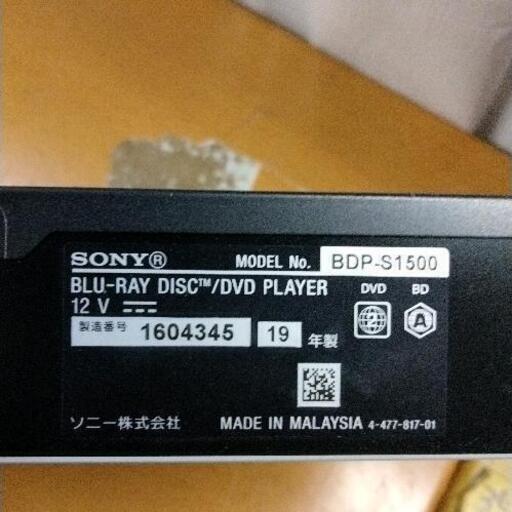 SONY® MODEL No. BDP-S1500
BLU-RAY DISC™/DVD PLAYER DVD BD
12 V
2 A
製造番号 1604345 19 年製
ソニー株式会社 MADE IN MALAYSIA 4-477-817-01